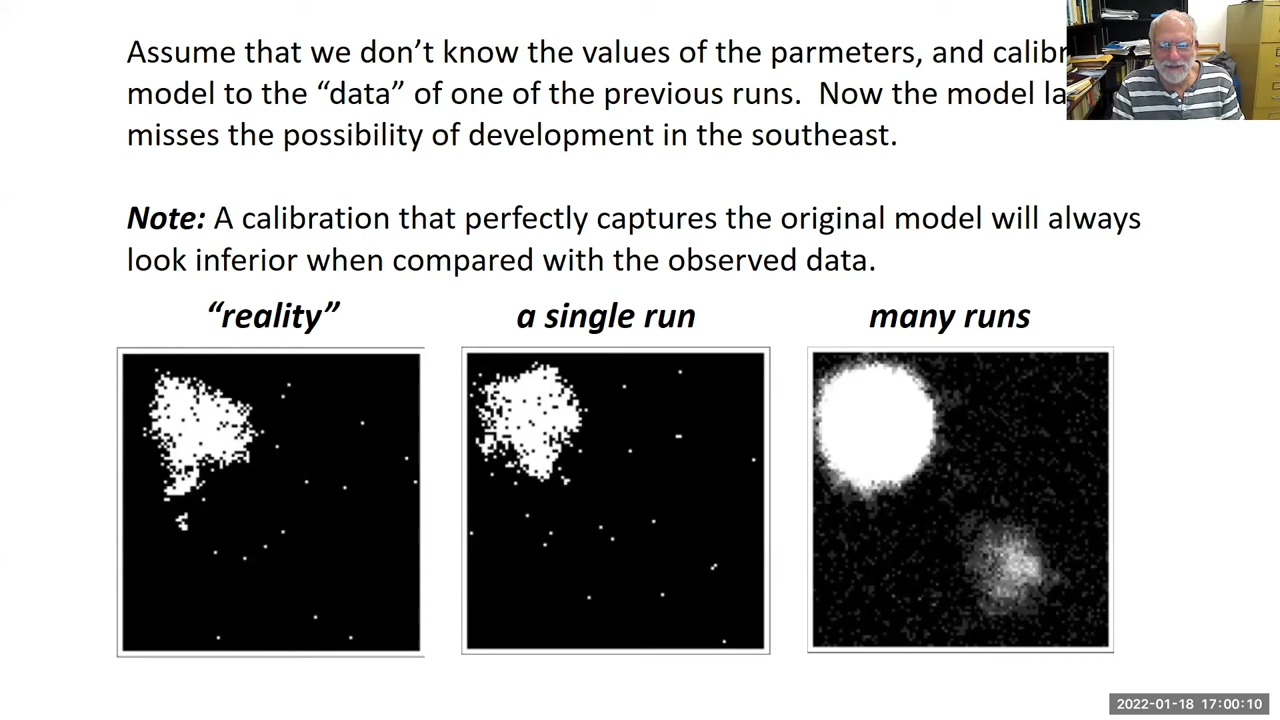 Assume that we don’t know the values of the parmeters, and calibr
model to the “data” of one of the previous runs.  Now the model la
misses the possibility of development in the southeast.
Note: A calibration that perfectly captures the original model will always
look inferior when compared with the observed data.
“reality”
a single run
many runs
2022-01-18 17:00:10